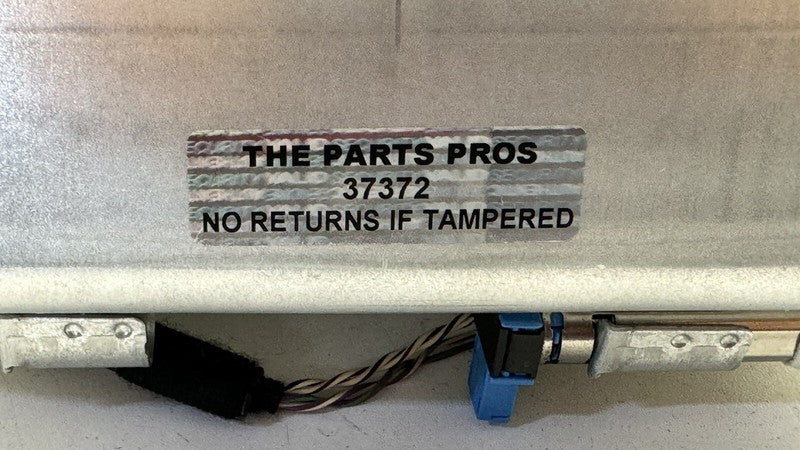 THE PARTS PROS
37372
NO RETURNS IF TAMPERED